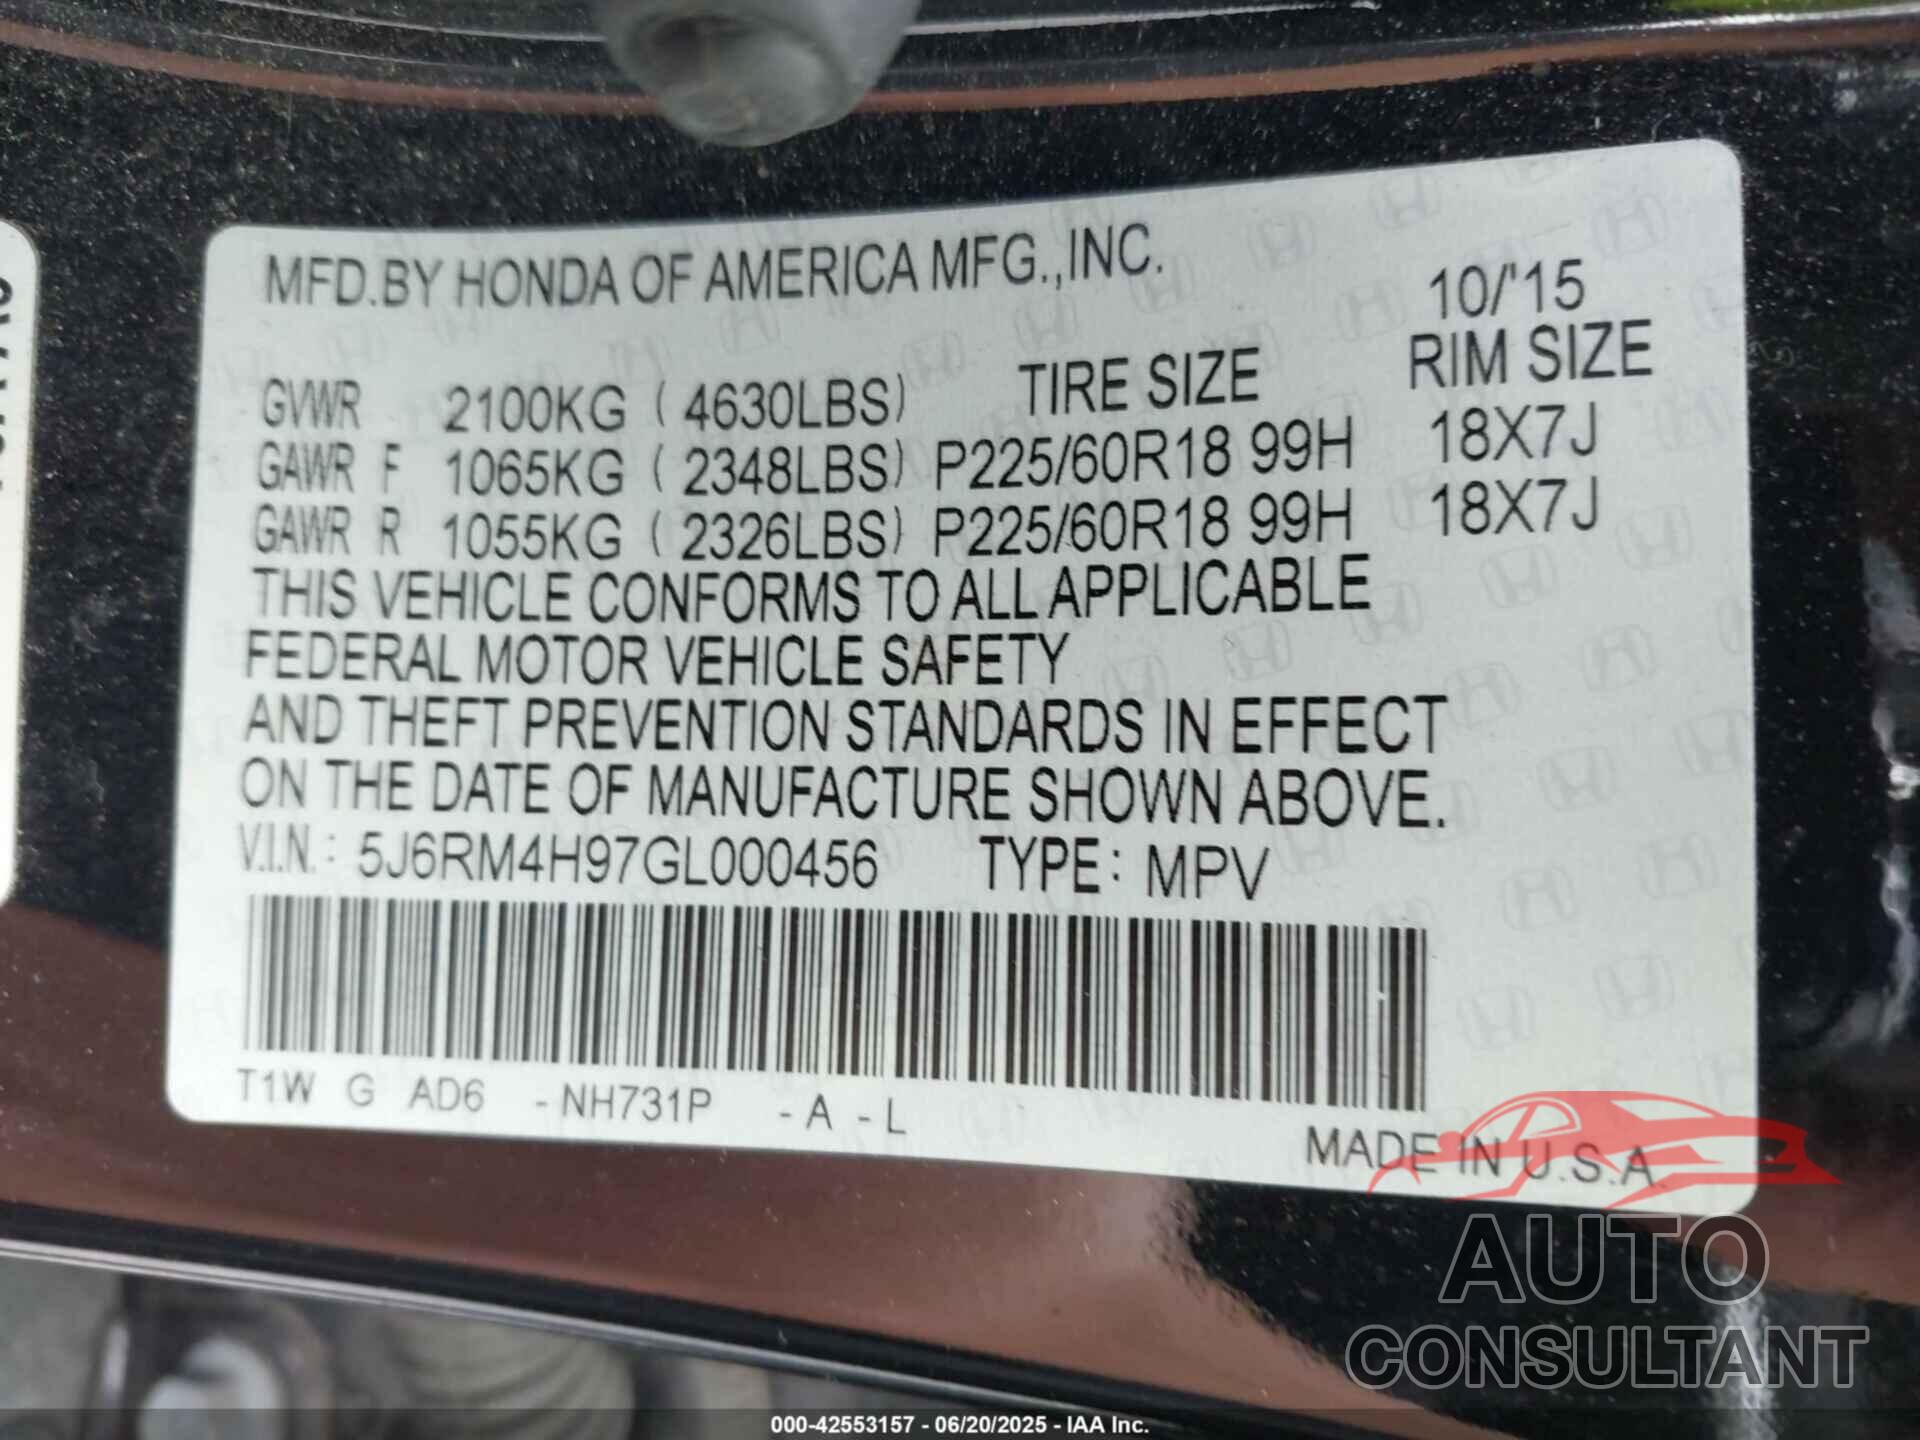 MFD.BY HONDA OF AMERICA MFG.,INC. 10/'15
GVWR 2100KG ( 4630LBS) TIRE SIZE RIM SIZE
GAWR F 1065KG ( 2348LBS) P225/60R18 99H 18X7J
GAWR R 1055KG ( 2326LBS) P225/60R18 99H 18X7J
THIS VEHICLE CONFORMS TO ALL APPLICABLE
FEDERAL MOTOR VEHICLE SAFETY
AND THEFT PREVENTION STANDARDS IN EFFECT
ON THE DATE OF MANUFACTURE SHOWN ABOVE.
V.I.N.: 5J6RM4H97GL000456 TYPE: MPV
T1W G AD6 -NH731P -A -L
MADE IN U.S.A.
AUTO
CONSULTANT
000-42553157 - 06/20/2025 - IAA Inc.